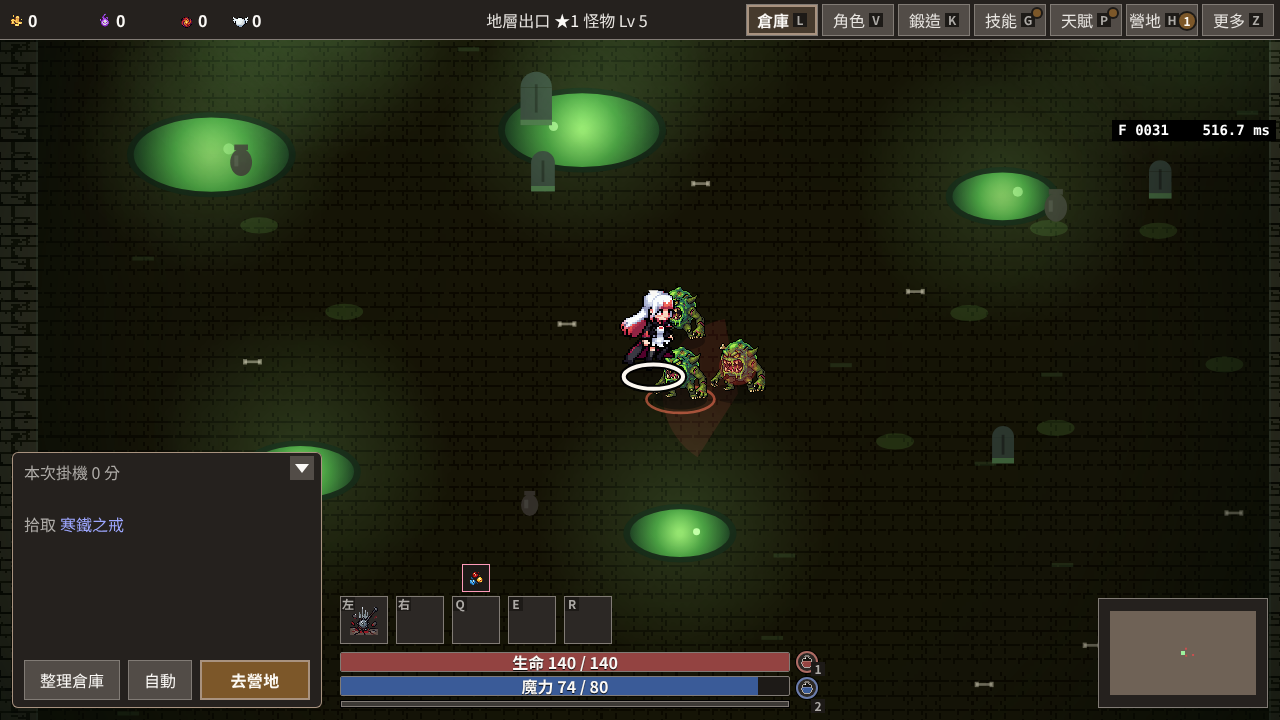 0 0 0 0 地層出口 ★1 怪物 Lv 5 倉庫 L 角色 V 鍛造 K 技能 G 天賦 P 營地 H 1 更多 Z
F 0031 516.7 ms
本次掛機 0 分
拾取 寒鐵之戒
左 右 Q E R
生命 140 / 140 1
整理倉庫 自動 去營地
魔力 74 / 80 2